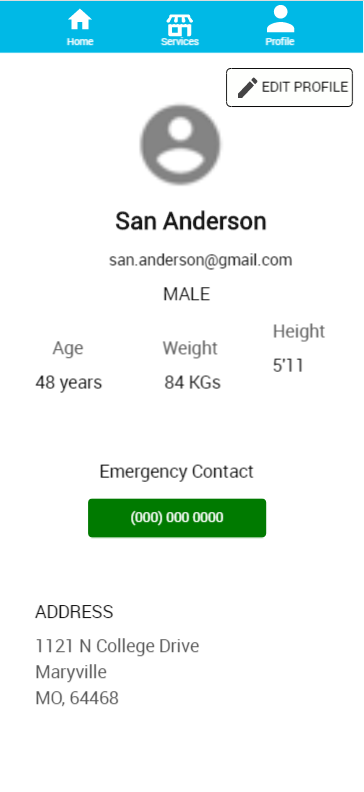 Home Services Profile
EDIT PROFILE
San Anderson
san.anderson@gmail.com
MALE
Age Weight Height
48 years 84 KGs 5'11
Emergency Contact
(000) 000 0000
ADDRESS
1121 N College Drive
Maryville
MO, 64468